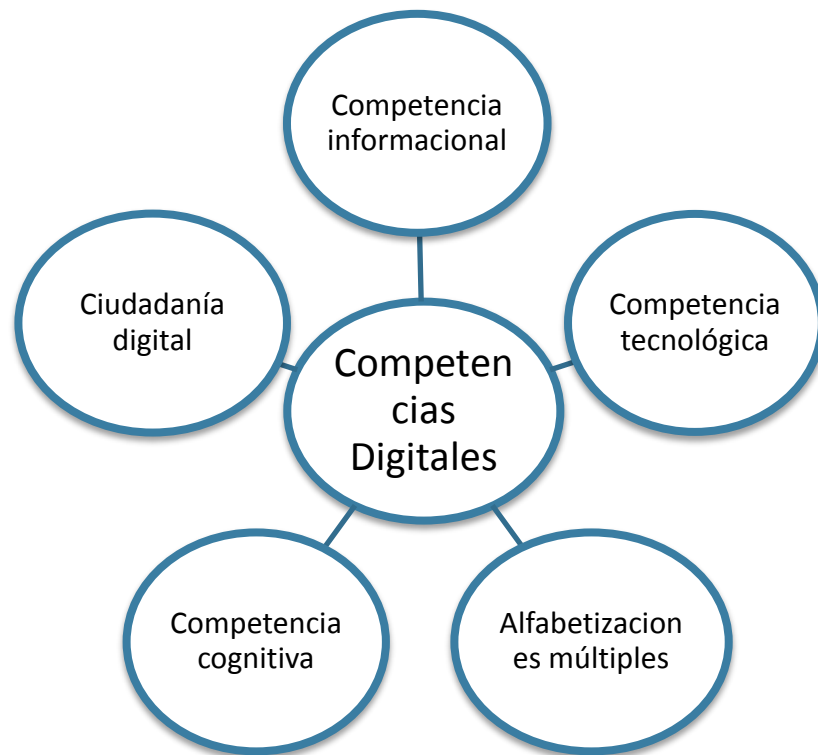 Competencia
informacional
Ciudadanía
digital
Competencia
tecnológica
Competen
cias
Digitales
Competencia
cognitiva
Alfabetizacion
es múltiples